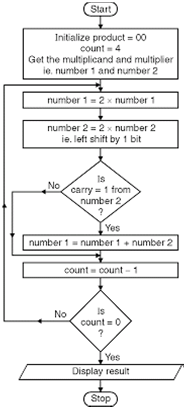 Start
Initialize product = 00
count = 4
Get the multiplicand and multiplier
ie. number 1 and number 2
number 1 = 2 × number 1
number 2 = 2 × number 2
ie. left shift by 1 bit
No
Is
carry = 1 from
number 2
?
Yes
number 1 = number 1 + number 2
count = count − 1
No
Is
count = 0
?
Yes
Display result
Stop